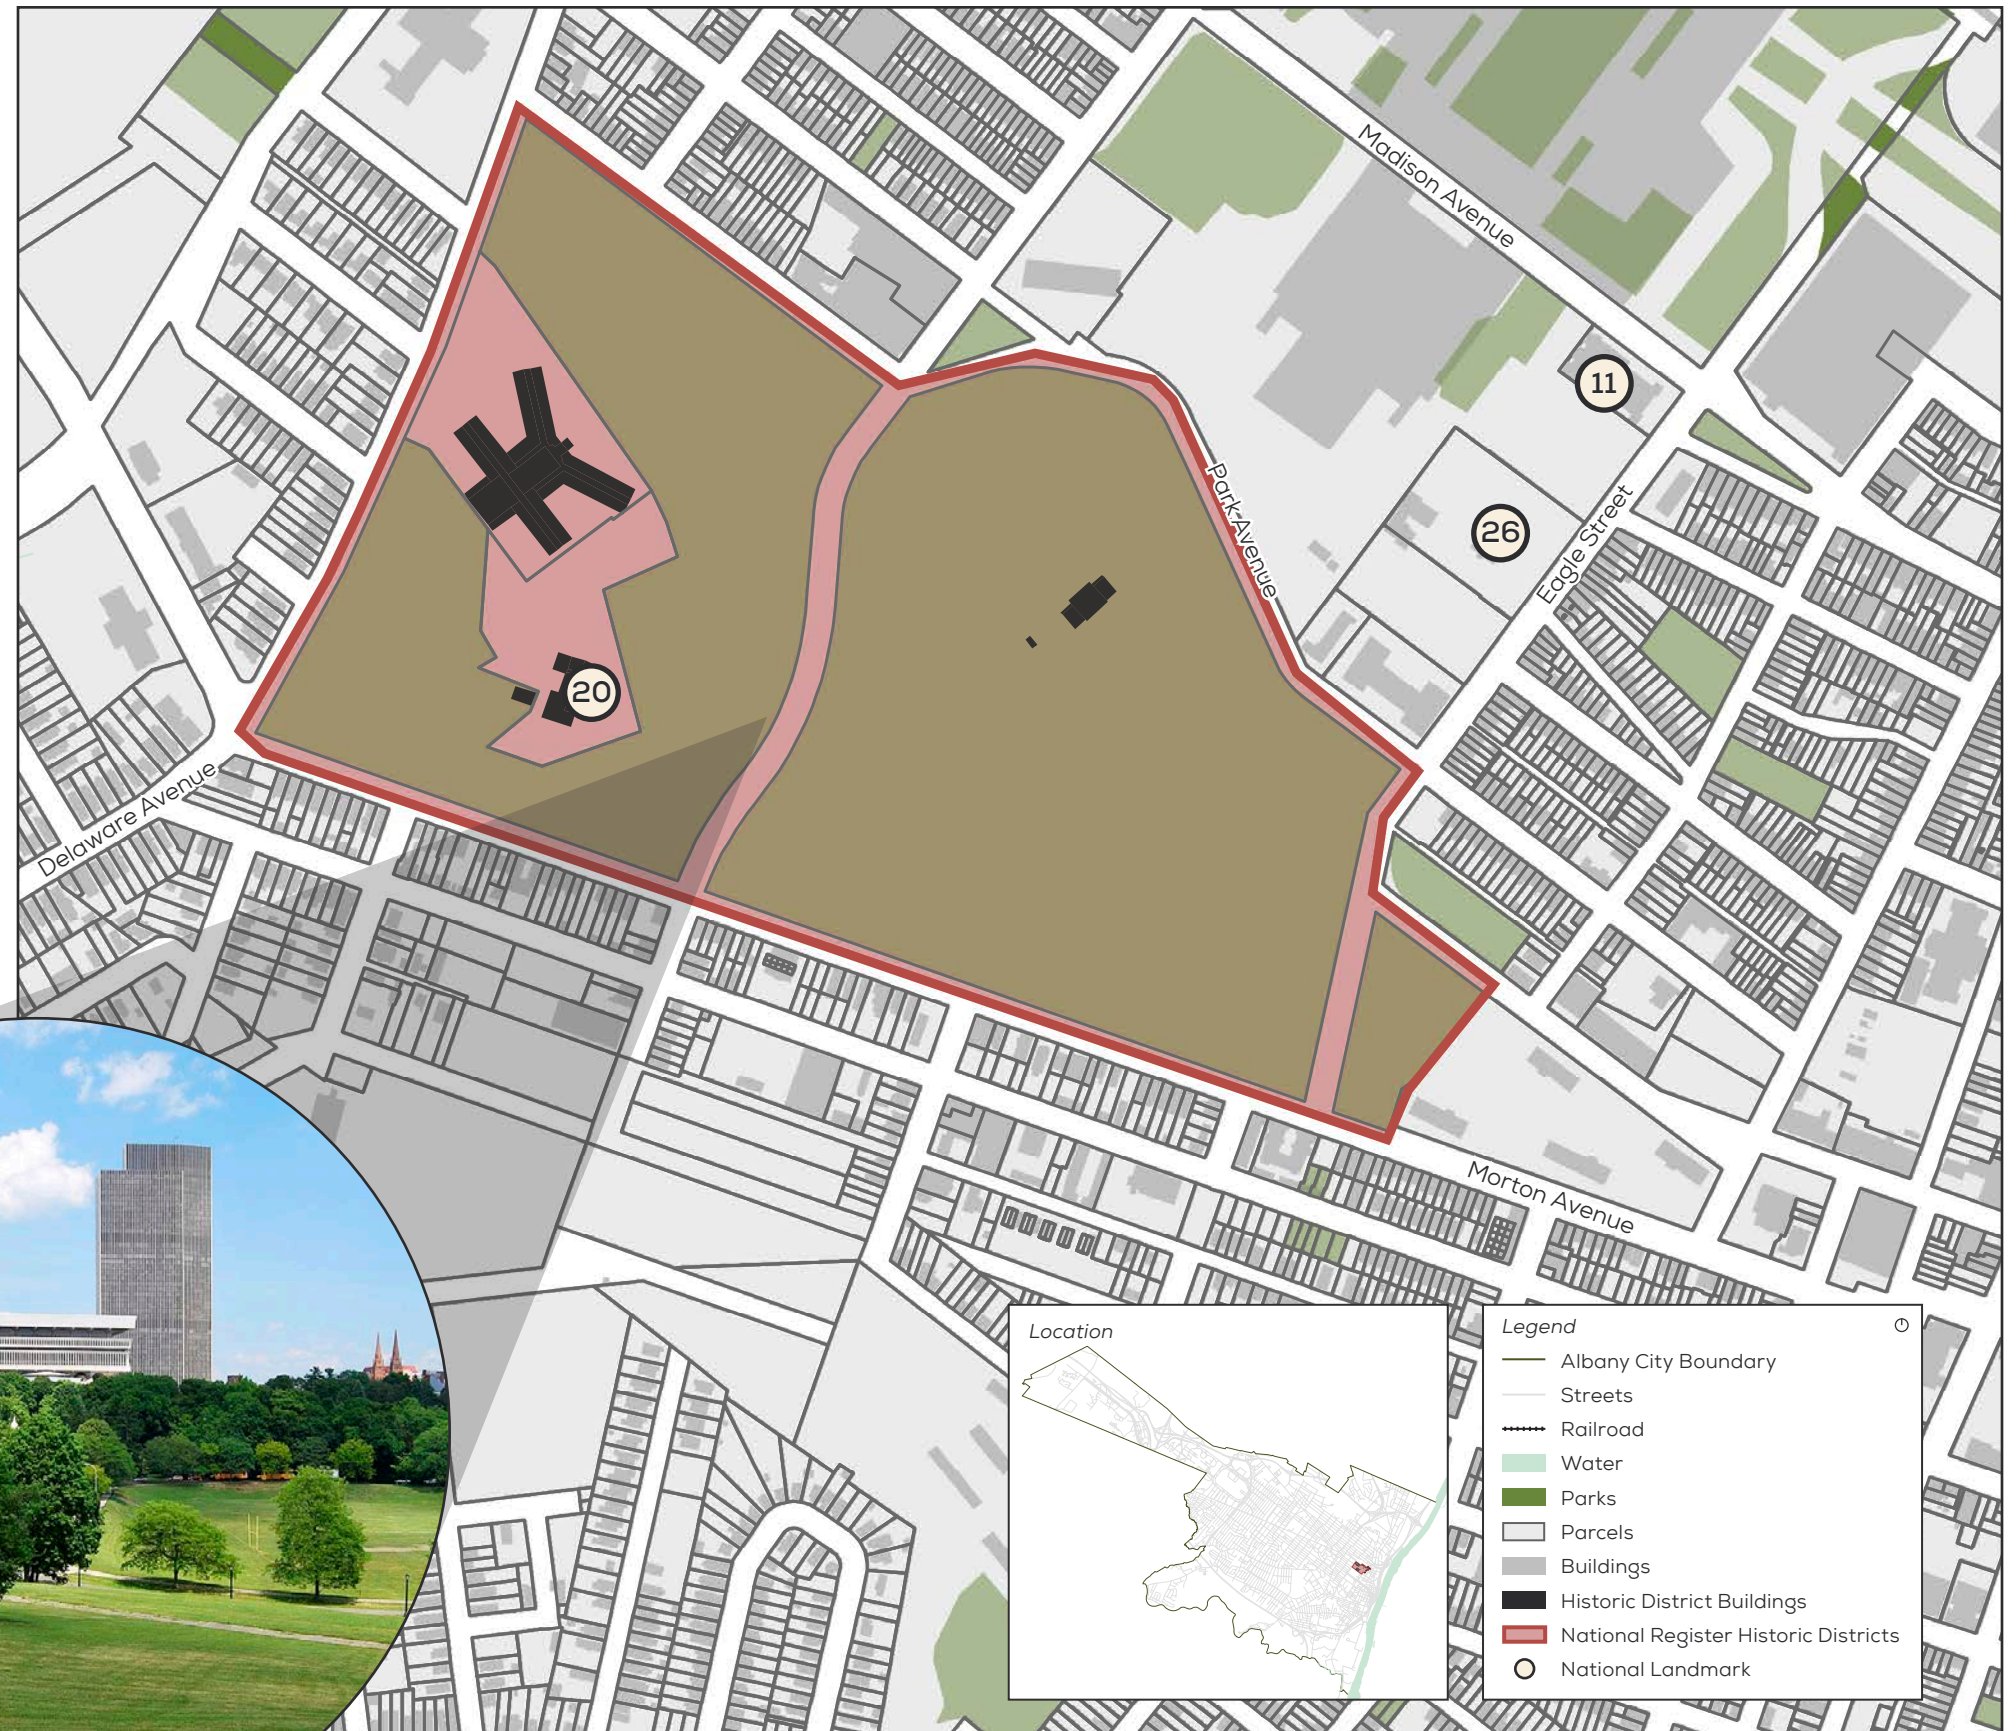 Madison Avenue
11
Park Avenue
26
Eagle Street
20
Delaware Avenue
Morton Avenue
Location
Legend
Albany City Boundary
Streets
Railroad
Water
Parks
Parcels
Buildings
Historic District Buildings
National Register Historic Districts
National Landmark